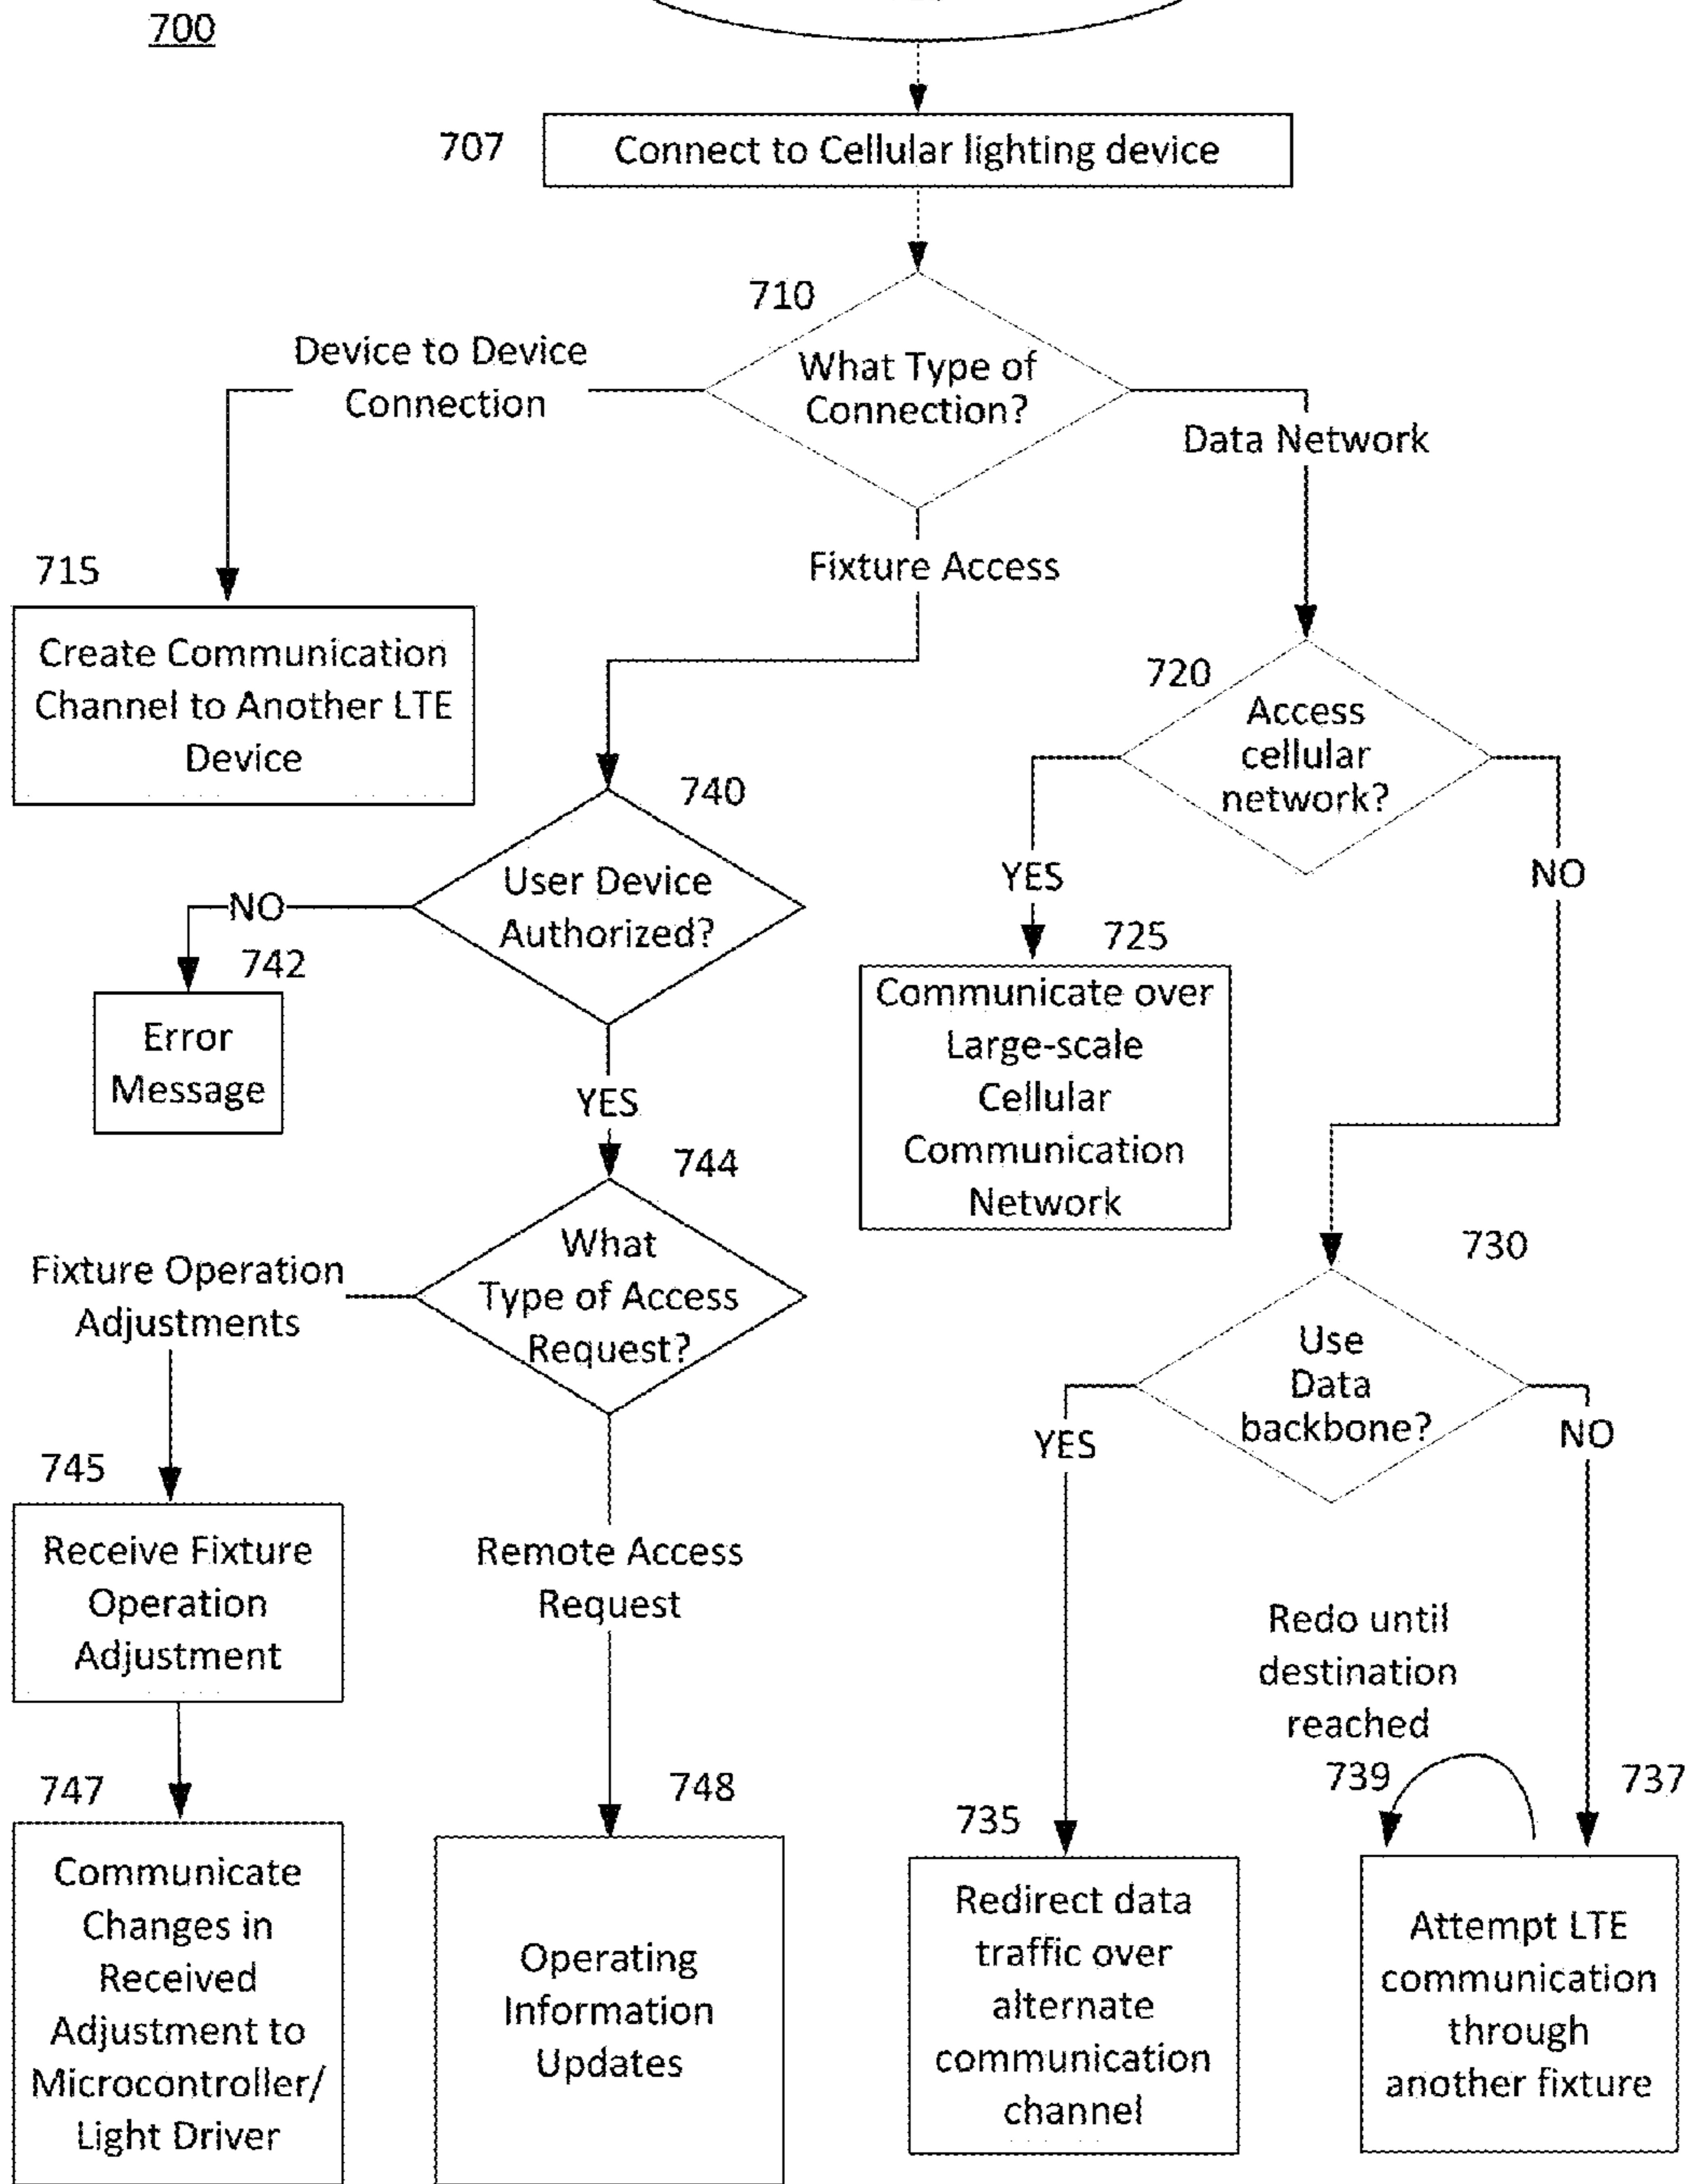 700
707
Connect to Cellular lighting device
710
What Type of
Connection?
Device to Device
Connection
Data Network
Fixture Access
715
Create Communication
Channel to Another LTE
Device
720
Access
cellular
network?
740
User Device
Authorized?
YES
NO
NO
742
Error
Message
725
Communicate over
Large-scale
Cellular
Communication
Network
YES
744
What
Type of Access
Request?
Fixture Operation
Adjustments
730
Use
Data
backbone?
YES
NO
745
Receive Fixture
Operation
Adjustment
Remote Access
Request
Redo until
destination
reached
739
737
747
Communicate
Changes in
Received
Adjustment to
Microcontroller/
Light Driver
748
Operating
Information
Updates
735
Redirect data
traffic over
alternate
communication
channel
Attempt LTE
communication
through
another fixture